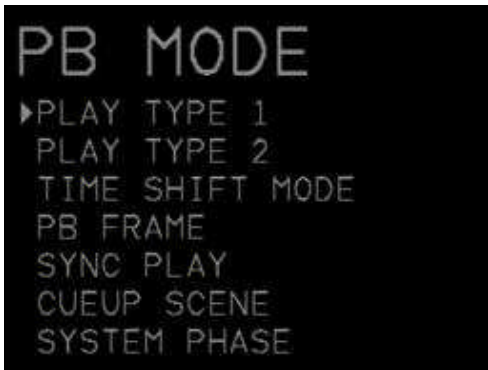 PB MODE
PLAY TYPE 1
PLAY TYPE 2
TIME SHIFT MODE
PB FRAME
SYNC PLAY
CUEUP SCENE
SYSTEM PHASE